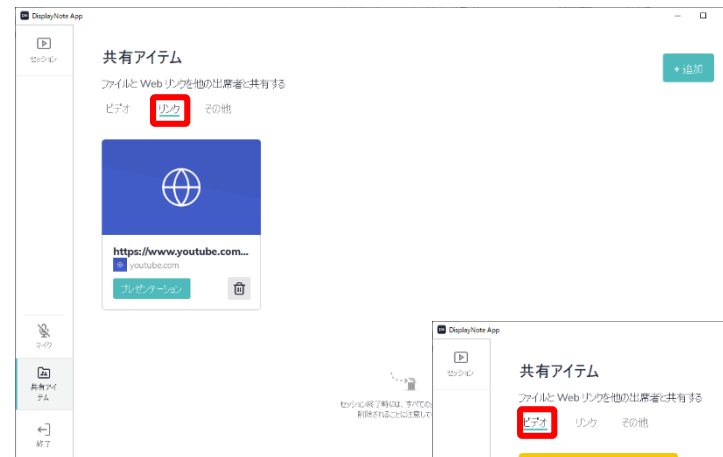 DisplayNote App
セッション
共有アイテム
+ 追加
ファイルと Web リンクを他の出席者と共有する
ビデオ
リンク
その他
https://www.youtube.com...
youtube.com
プレゼンテーション
マイク
共有アイ
テム
終了
セッション終了時には、すべての
削除されることに注意して
DisplayNote App
セッション
共有アイテム
ファイルと Web リンクを他の出席者と共有する
ビデオ
リンク
その他